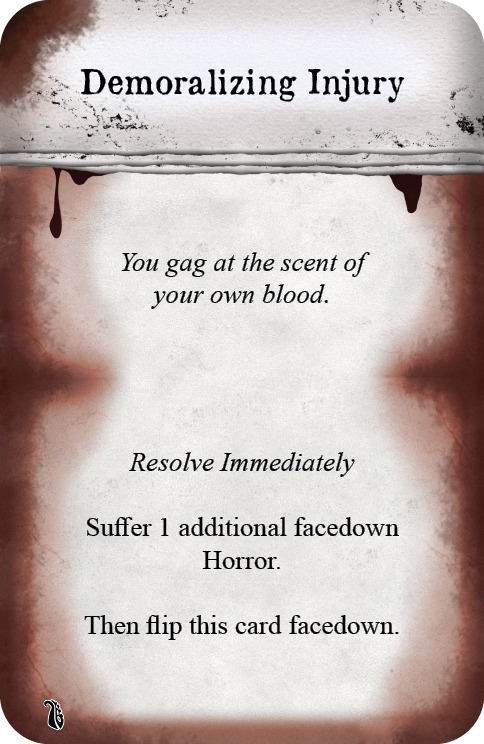 Demoralizing Injury
You gag at the scent of
your own blood.
Resolve Immediately
Suffer 1 additional facedown
Horror.
Then flip this card facedown.